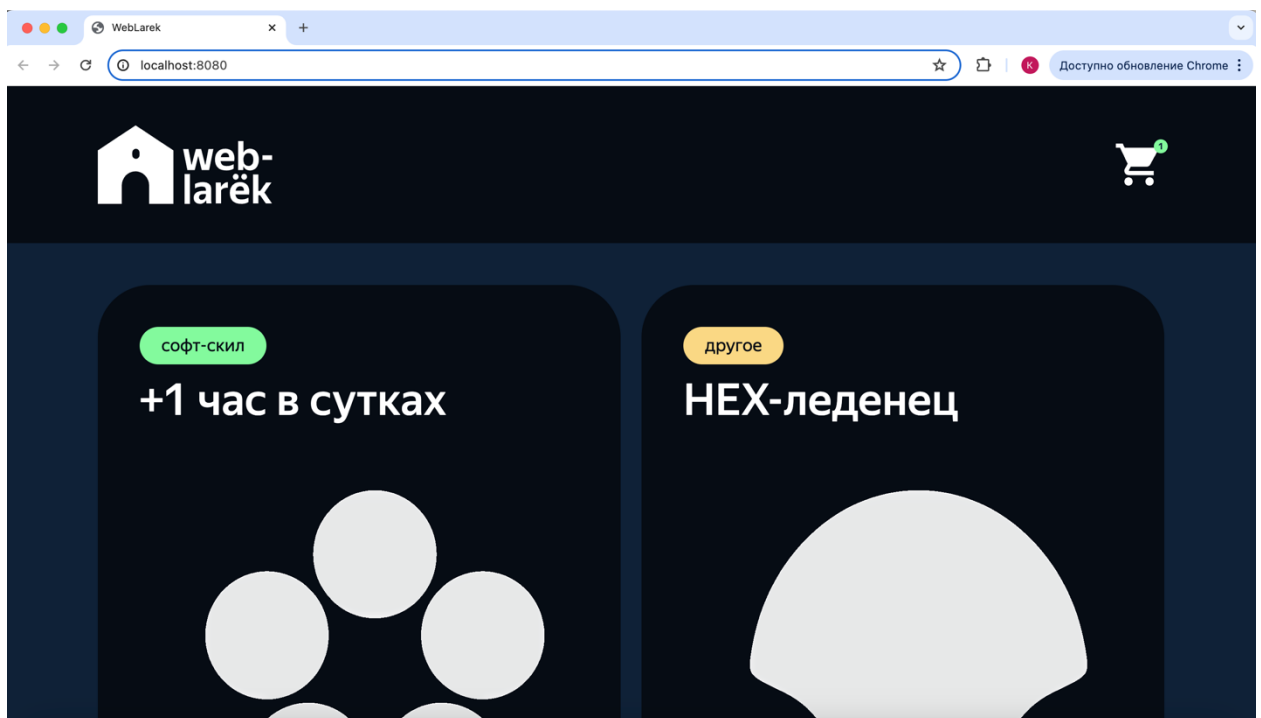 WebLarek
localhost:8080
K
Доступно обновление Chrome
web-
larёk
1
софт-скил
+1 час в сутках
другое
HEX-леденец